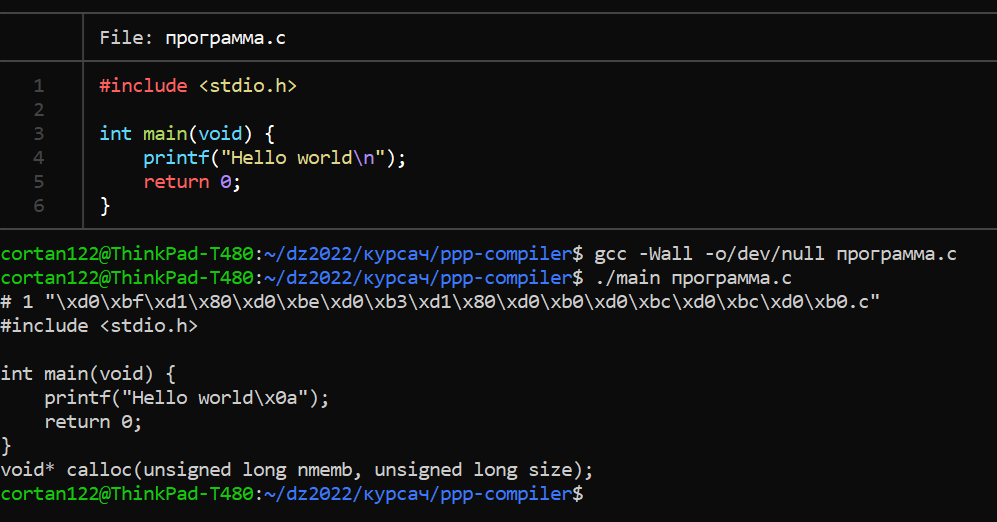 File: программа.c
1 #include <stdio.h>
2
3 int main(void) {
4     printf("Hello world\n");
5     return 0;
6 }
cortan122@ThinkPad-T480:~/dz2022/курсач/ppp-compiler$ gcc -Wall -o/dev/null программа.c
cortan122@ThinkPad-T480:~/dz2022/курсач/ppp-compiler$ ./main программа.c
# 1 "\xd0\xbf\xd1\x80\xd0\xbe\xd0\xb3\xd1\x80\xd0\xb0\xd0\xbc\xd0\xbc\xd0\xb0.c"
#include <stdio.h>

int main(void) {
    printf("Hello world\x0a");
    return 0;
}
void* calloc(unsigned long nmemb, unsigned long size);
cortan122@ThinkPad-T480:~/dz2022/курсач/ppp-compiler$